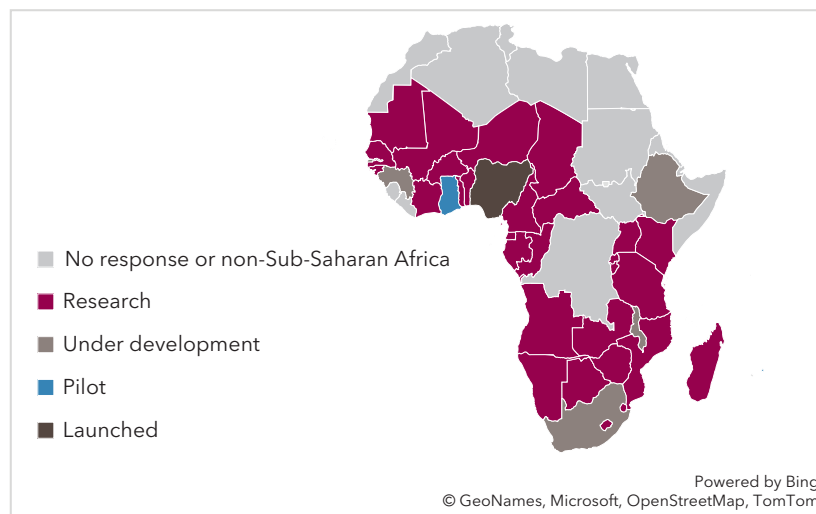 No response or non-Sub-Saharan Africa
Research
Under development
Pilot
Launched
Powered by Bing
© GeoNames, Microsoft, OpenStreetMap, TomTom